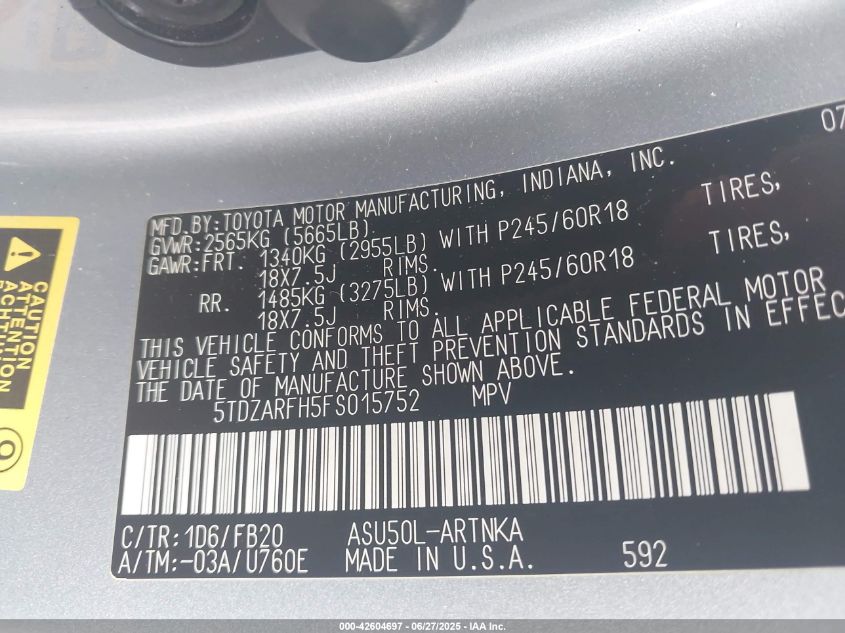 07
MFD.BY:TOYOTA MOTOR MANUFACTURING, INDIANA, INC.
GVWR:2565KG (5665LB)
GAWR:FRT. 1340KG (2955LB) WITH P245/60R18 TIRES,
18X7.5J RIMS.
RR. 1485KG (3275LB) WITH P245/60R18 TIRES,
18X7.5J RIMS.
THIS VEHICLE CONFORMS TO ALL APPLICABLE FEDERAL MOTOR
VEHICLE SAFETY AND THEFT PREVENTION STANDARDS IN EFFEC
THE DATE OF MANUFACTURE SHOWN ABOVE.
5TDZARFH5FS015752 MPV
C/TR:1D6/FB20 ASU50L-ARTNKA
A/TM:-03A/U760E MADE IN U.S.A. 592
CAUTION
ATTENTION
ACHTUNG
000-42604697 - 06/27/2025 - IAA Inc.